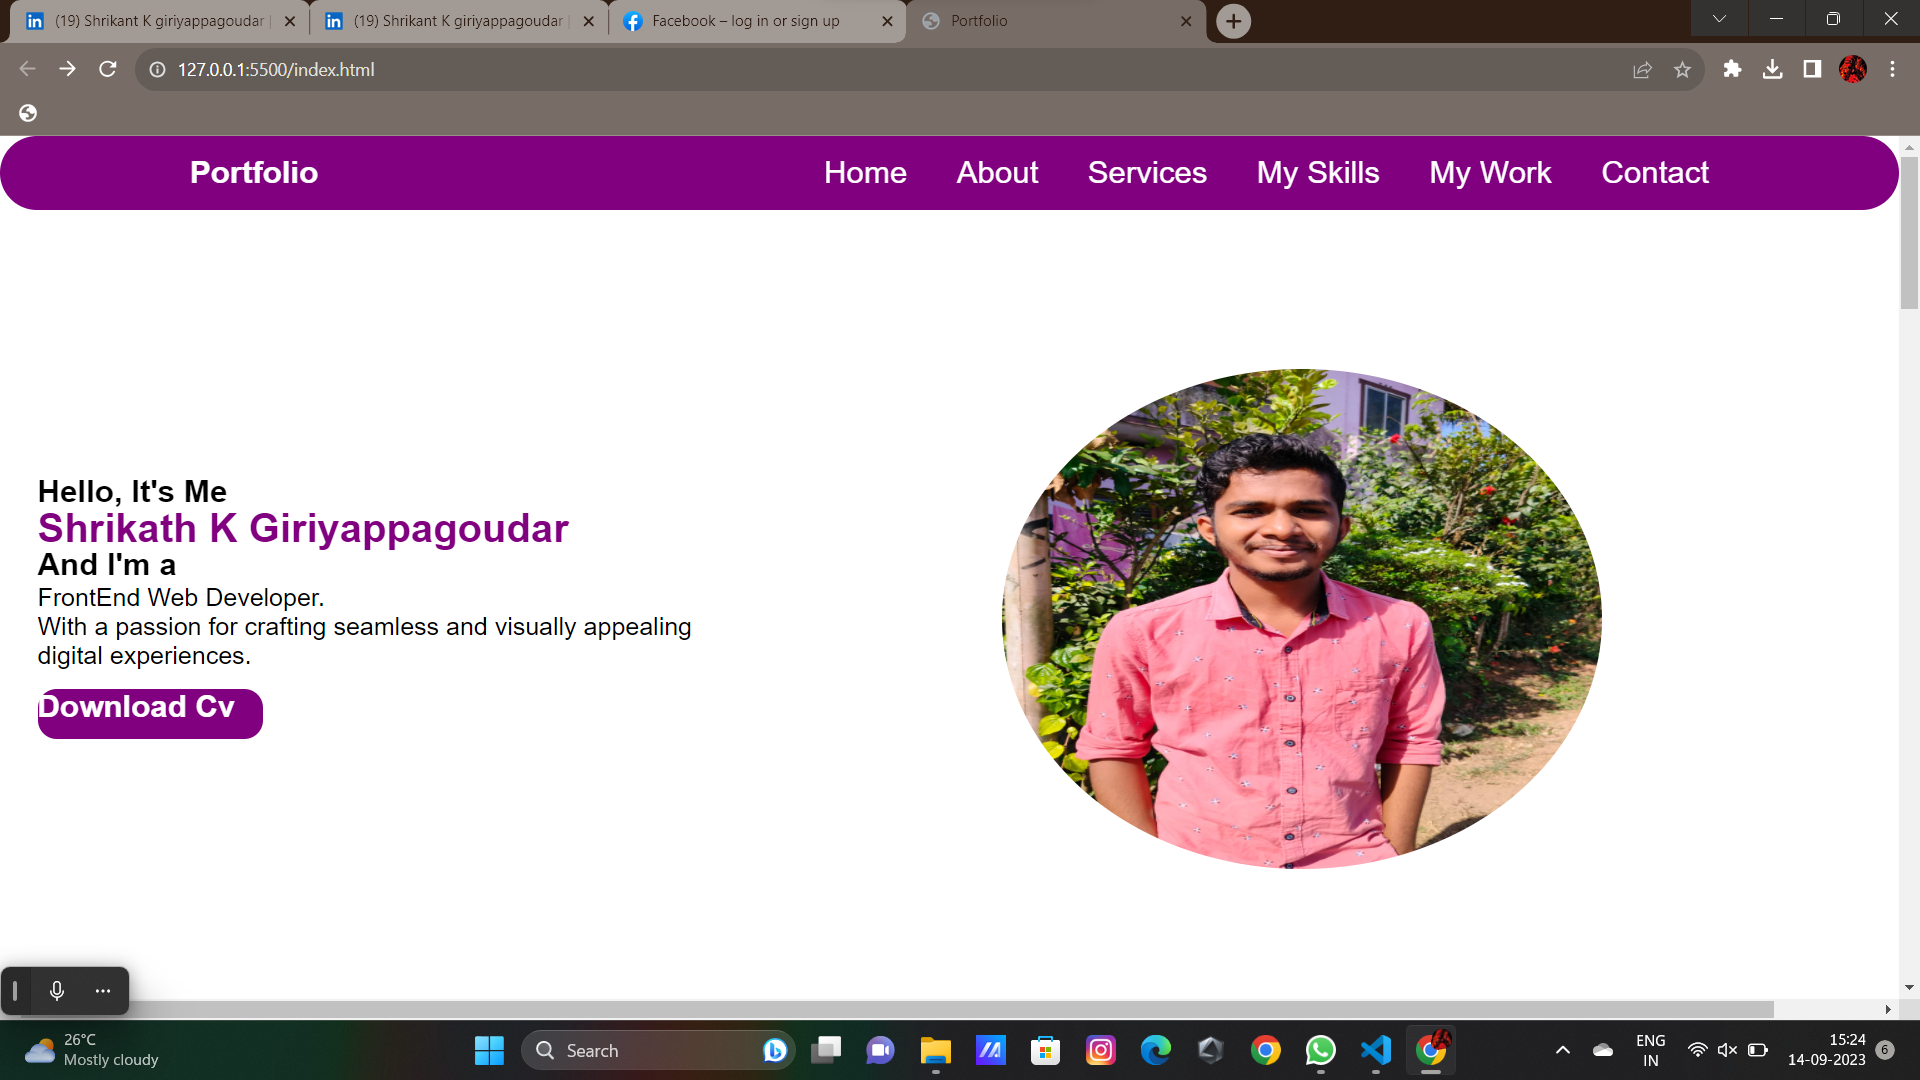 (19) Shrikant K giriyappagoudar |
(19) Shrikant K giriyappagoudar |
Facebook – log in or sign up
Portfolio
127.0.0.1:5500/index.html
Portfolio
Home
About
Services
My Skills
My Work
Contact
Hello, It's Me
Shrikath K Giriyappagoudar
And I'm a
FrontEnd Web Developer.
With a passion for crafting seamless and visually appealing
digital experiences.
Download Cv
26°C
Mostly cloudy
Search
ENG
IN
15:24
14-09-2023
6